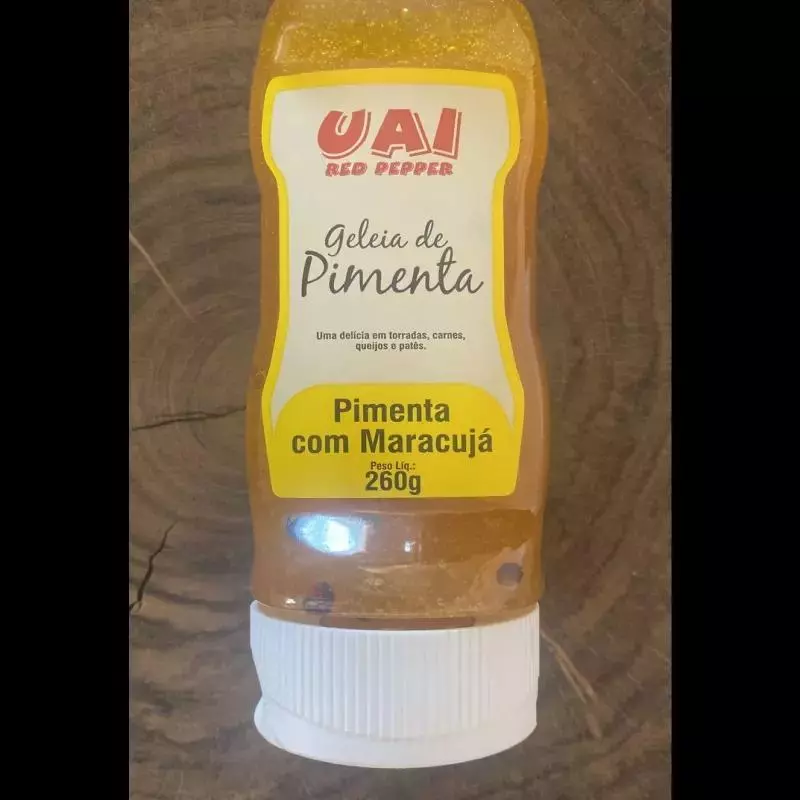 UAI
RED PEPPER
Geleia de
Pimenta
Uma delícia em torradas, carnes,
queijos e patês.
Pimenta
com Maracujá
Peso Líq.:
260g